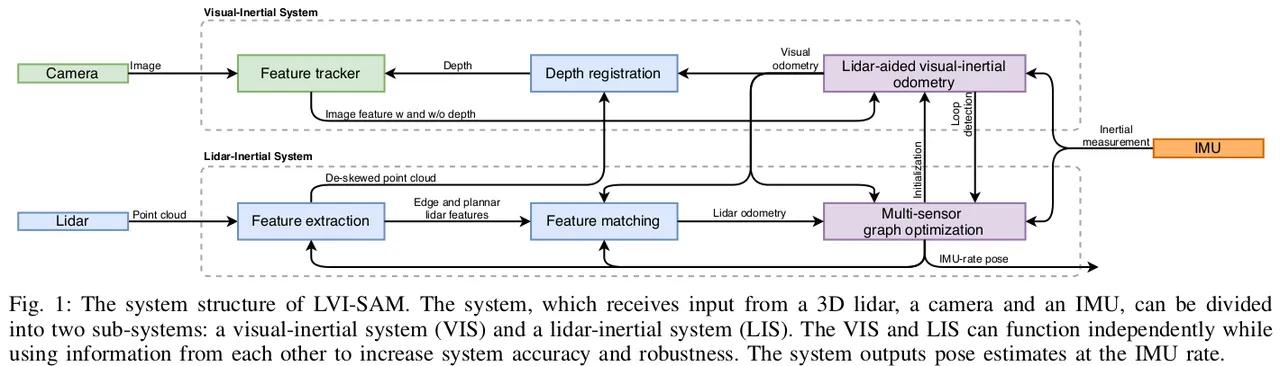 Visual-Inertial System
Camera
Image
Feature tracker
Depth
Depth registration
Visual
odometry
Lidar-aided visual-inertial
odometry
Image feature w and w/o depth
Loop
detection
Inertial
measurement
IMU
Lidar-Inertial System
De-skewed point cloud
Initialization
Lidar
Point cloud
Feature extraction
Edge and plannar
lidar features
Feature matching
Lidar odometry
Multi-sensor
graph optimization
IMU-rate pose
Fig. 1: The system structure of LVI-SAM. The system, which receives input from a 3D lidar, a camera and an IMU, can be divided
into two sub-systems: a visual-inertial system (VIS) and a lidar-inertial system (LIS). The VIS and LIS can function independently while
using information from each other to increase system accuracy and robustness. The system outputs pose estimates at the IMU rate.